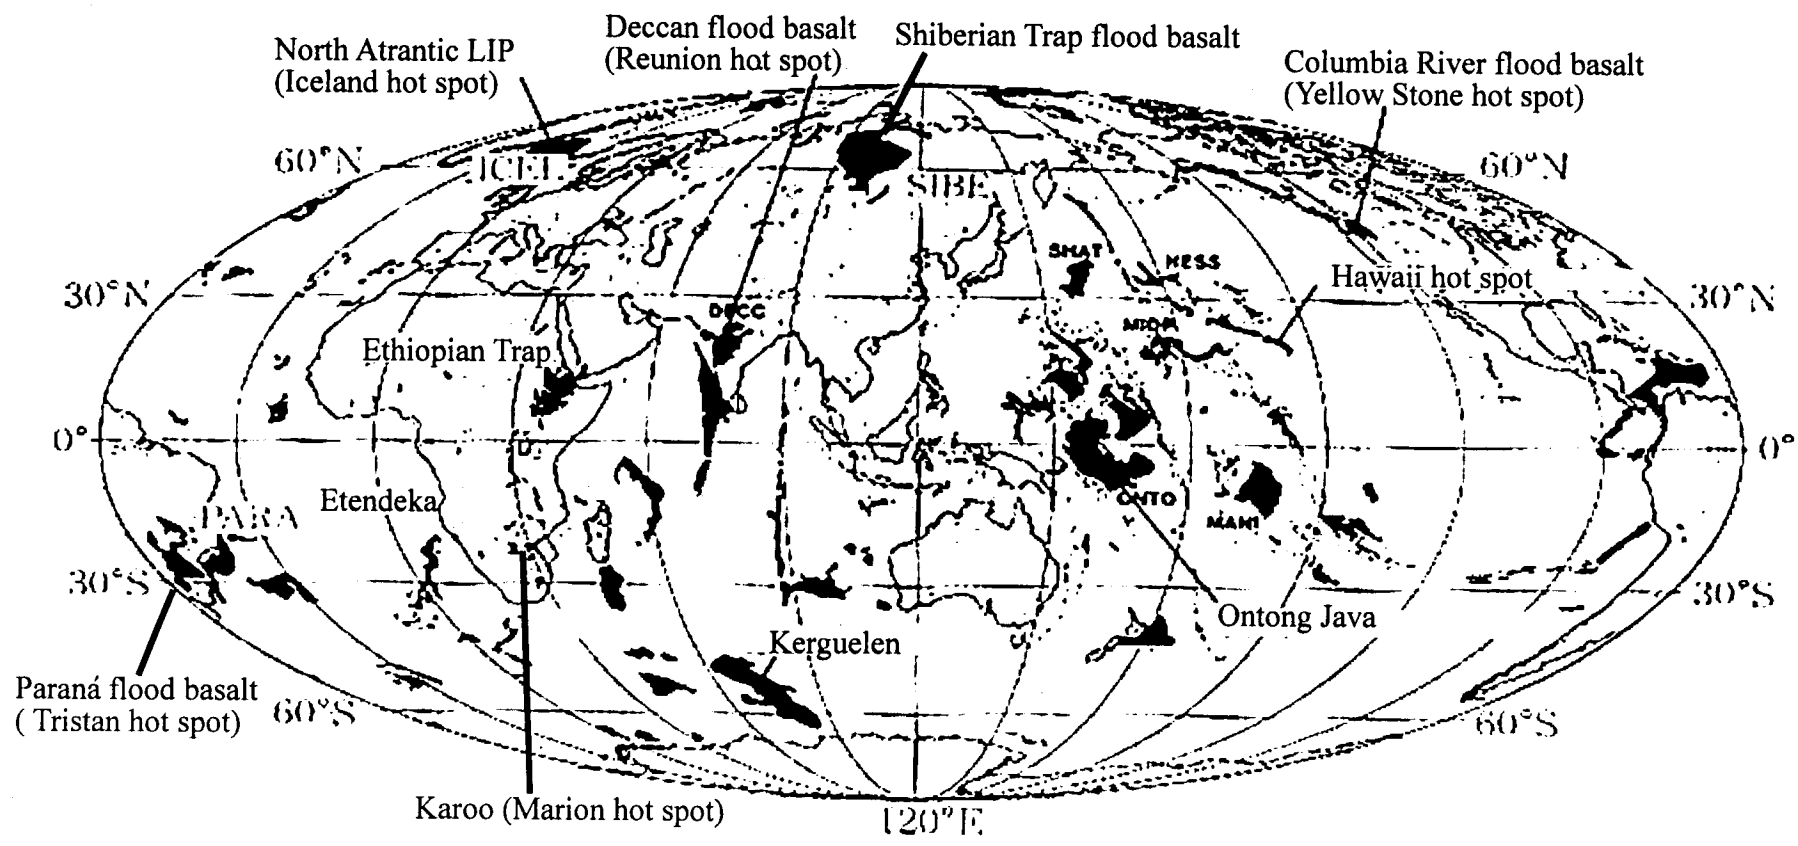 Deccan flood basalt
(Reunion hot spot)
Shiberian Trap flood basalt
North Atrantic LIP
(Iceland hot spot)
Columbia River flood basalt
(Yellow Stone hot spot)
60°N
ICEL
60°N
SIBE
SHAT
HESS
Hawaii hot spot
30°N
30°N
DECC
MIDP
Ethiopian Trap
0°
0°
Etendeka
ONTO
PARA
MANI
30°S
30°S
Ontong Java
Kerguelen
Paraná flood basalt
( Tristan hot spot)
60°S
60°S
Karoo (Marion hot spot)
120°E